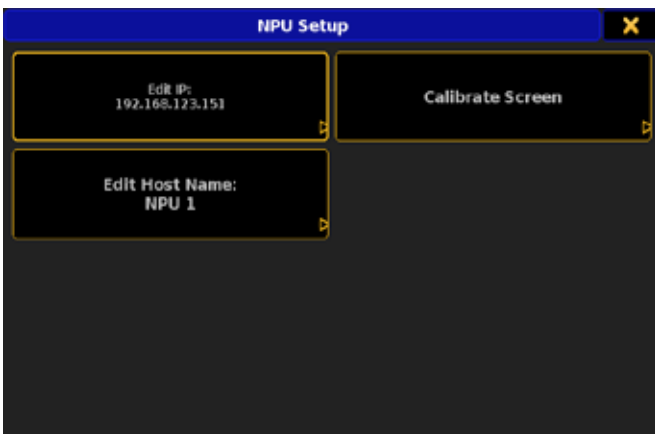 NPU Setup
X
Edit IP:
192.168.123.151
Calibrate Screen
Edit Host Name:
NPU 1